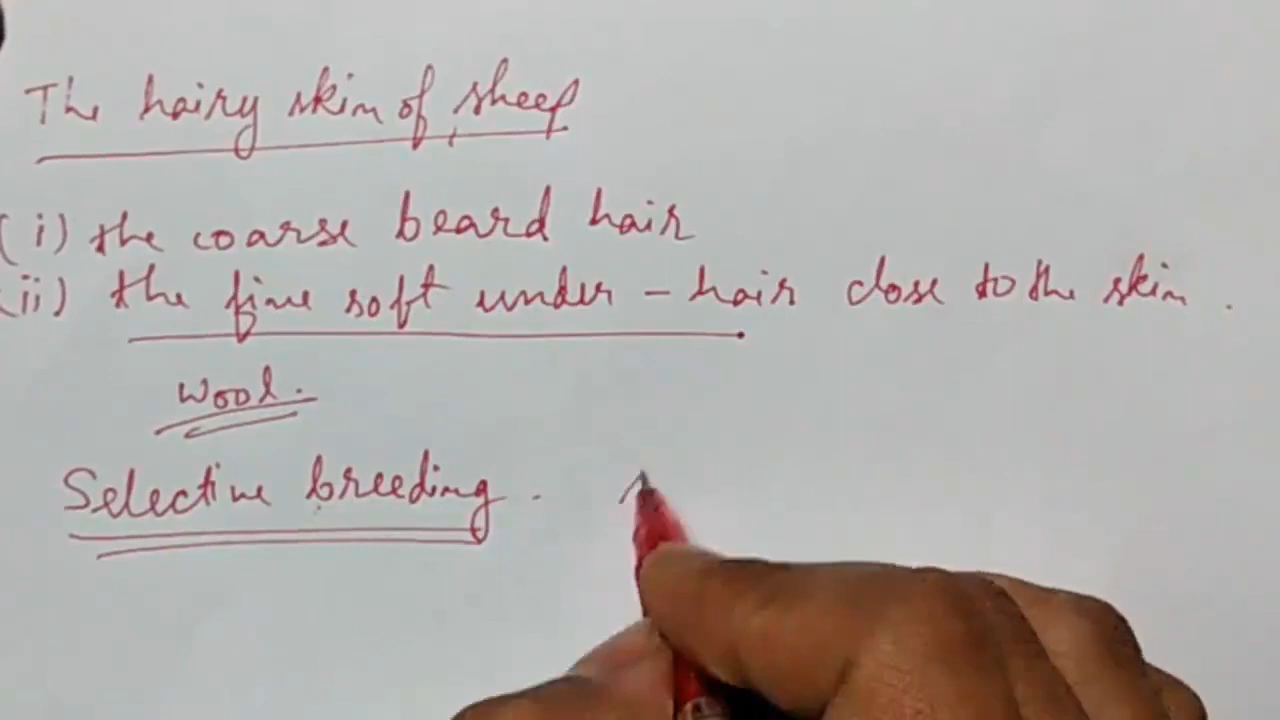 The hairy skin of sheep
(i) the coarse beard hair
(ii) the fine soft under - hair close to the skin .
Wool .
Selective breeding .